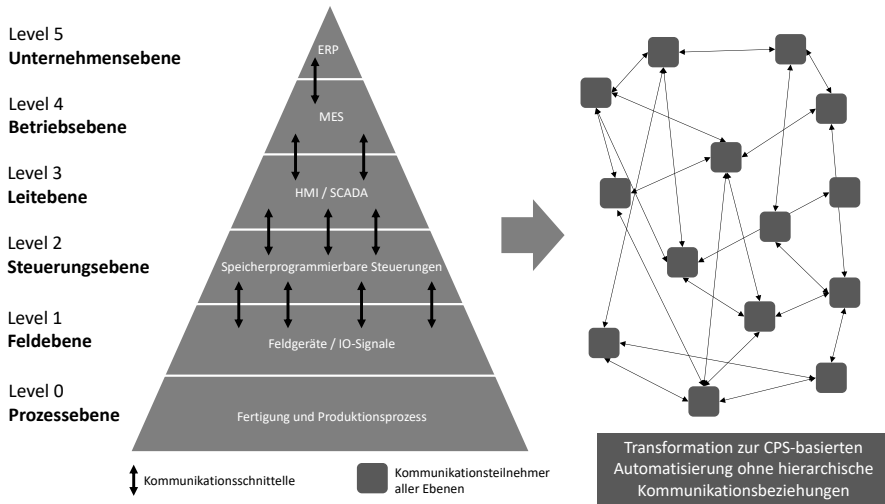 Level 5
Unternehmensebene
ERP
Level 4
Betriebsebene
MES
Level 3
Leitebene
HMI / SCADA
Level 2
Steuerungsebene
Speicherprogrammierbare Steuerungen
Level 1
Feldebene
Feldgeräte / IO-Signale
Level 0
Prozessebene
Fertigung und Produktionsprozess
Kommunikationsschnittelle
Kommunikationsteilnehmer
aller Ebenen
Transformation zur CPS-basierten
Automatisierung ohne hierarchische
Kommunikationsbeziehungen